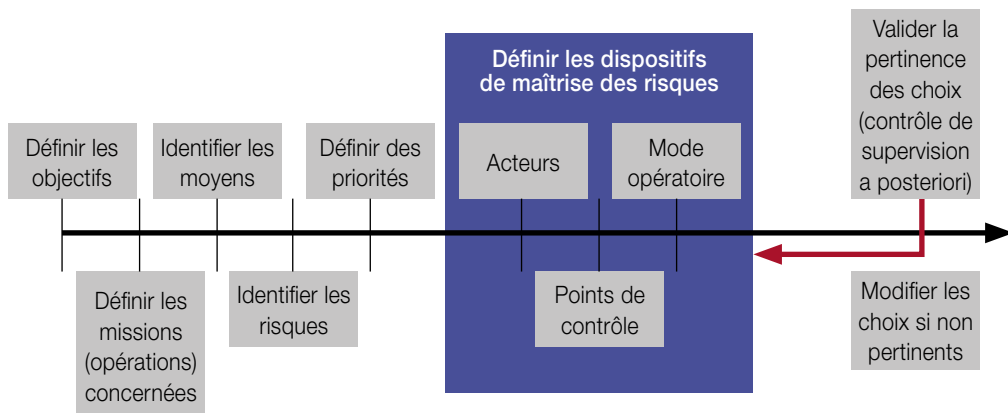 Définir les
objectifs
Définir les
missions
(opérations)
concernées
Identifier les
moyens
Identifier les
risques
Définir des
priorités
Définir les dispositifs
de maîtrise des risques
Acteurs
Points de
contrôle
Mode
opératoire
Valider la
pertinence
des choix
(contrôle de
supervision
a posteriori)
Modifier les
choix si non
pertinents